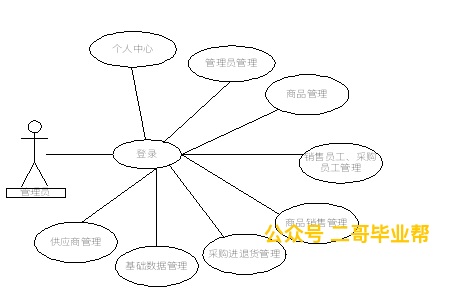 个人中心
管理员管理
商品管理
登录
销售员工、采购
员工管理
管理员
商品销售管理
公众号 二哥毕业帮
供应商管理
采购进退货管理
基础数据管理